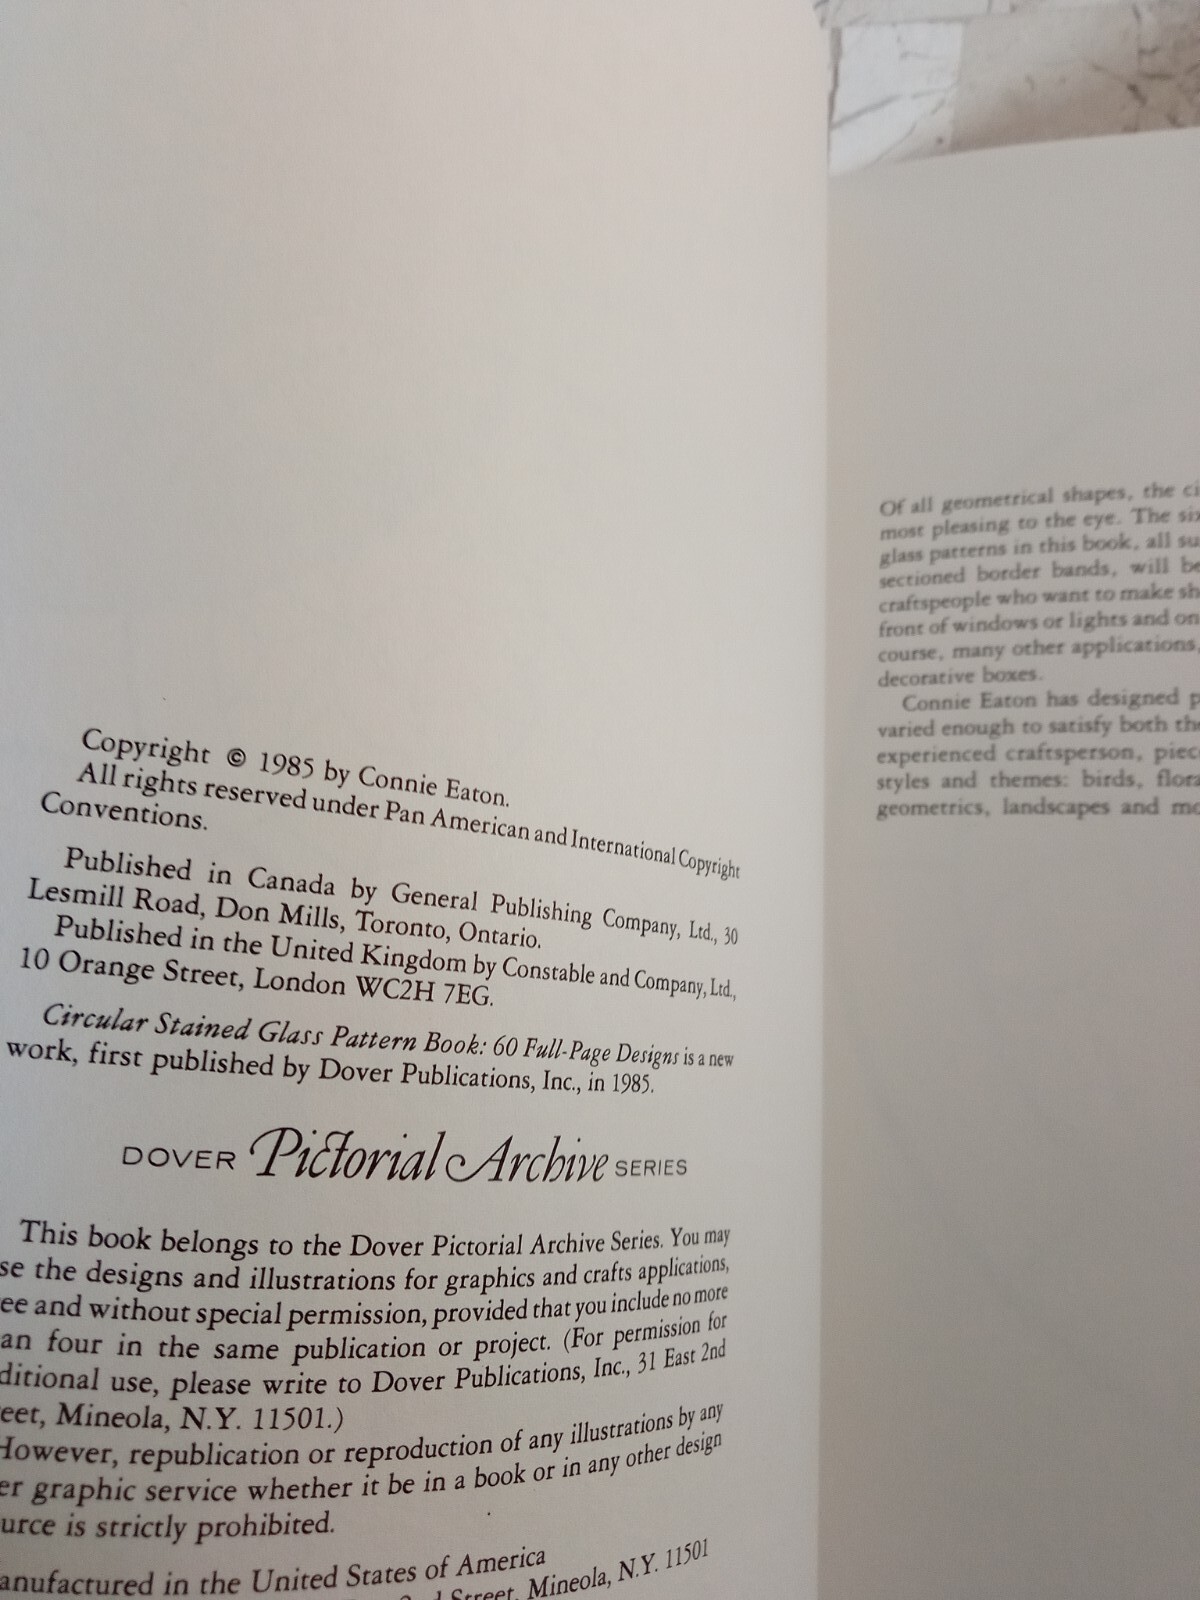 Copyright © 1985 by Connie Eaton.
All rights reserved under Pan American and International Copyright
Conventions.
Published in Canada by General Publishing Company, Ltd., 30
Lesmill Road, Don Mills, Toronto, Ontario.
Published in the United Kingdom by Constable and Company, Ltd.,
10 Orange Street, London WC2H 7EG.
Circular Stained Glass Pattern Book: 60 Full-Page Designs is a new
work, first published by Dover Publications, Inc., in 1985.
DOVER Pictorial Archive SERIES
This book belongs to the Dover Pictorial Archive Series. You may
se the designs and illustrations for graphics and crafts applications,
ee and without special permission, provided that you include no more
an four in the same publication or project. (For permission for
ditional use, please write to Dover Publications, Inc., 31 East 2nd
eet, Mineola, N.Y. 11501.)
However, republication or reproduction of any illustrations by any
er graphic service whether it be in a book or in any other design
urce is strictly prohibited.
anufactured in the United States of America
2nd Street, Mineola, N.Y. 11501
Of all geometrical shapes, the ci
most pleasing to the eye. The six
glass patterns in this book, all su
sectioned border bands, will be
craftspeople who want to make sh
front of windows or lights and on
course, many other applications,
decorative boxes.
Connie Eaton has designed p
varied enough to satisfy both the
experienced craftsperson, piec
styles and themes: birds, flora
geometrics, landscapes and mo